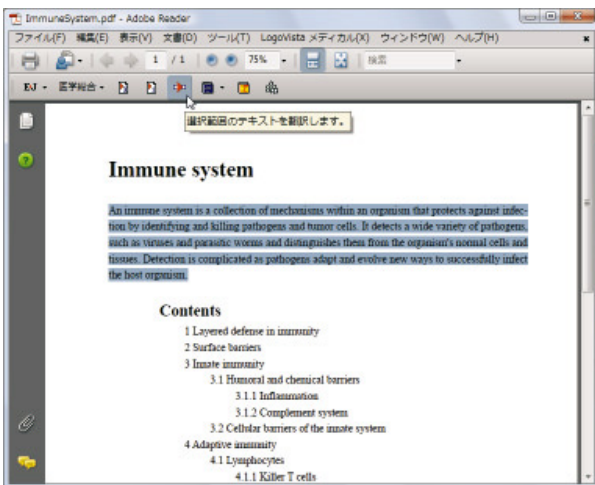 ImmuneSystem.pdf - Adobe Reader
ファイル(F) 編集(E) 表示(V) 文書(D) ツール(T) LogoVista メディカル(X) ウィンドウ(W) ヘルプ(H)
1 / 1 75% 検索
EJ 医学総合
選択範囲のテキストを翻訳します。
Immune system
An immune system is a collection of mechanisms within an organism that protects against infec-
tion by identifying and killing pathogens and tumor cells. It detects a wide variety of pathogens,
such as viruses and parasitic worms and distinguishes them from the organism's normal cells and
tissues. Detection is complicated as pathogens adapt and evolve new ways to successfully infect
the host organism.
Contents
1 Layered defense in immunity
2 Surface barriers
3 Innate immunity
3.1 Humoral and chemical barriers
3.1.1 Inflammation
3.1.2 Complement system
3.2 Cellular barriers of the innate system
4 Adaptive immunity
4.1 Lymphocytes
4.1.1 Killer T cells